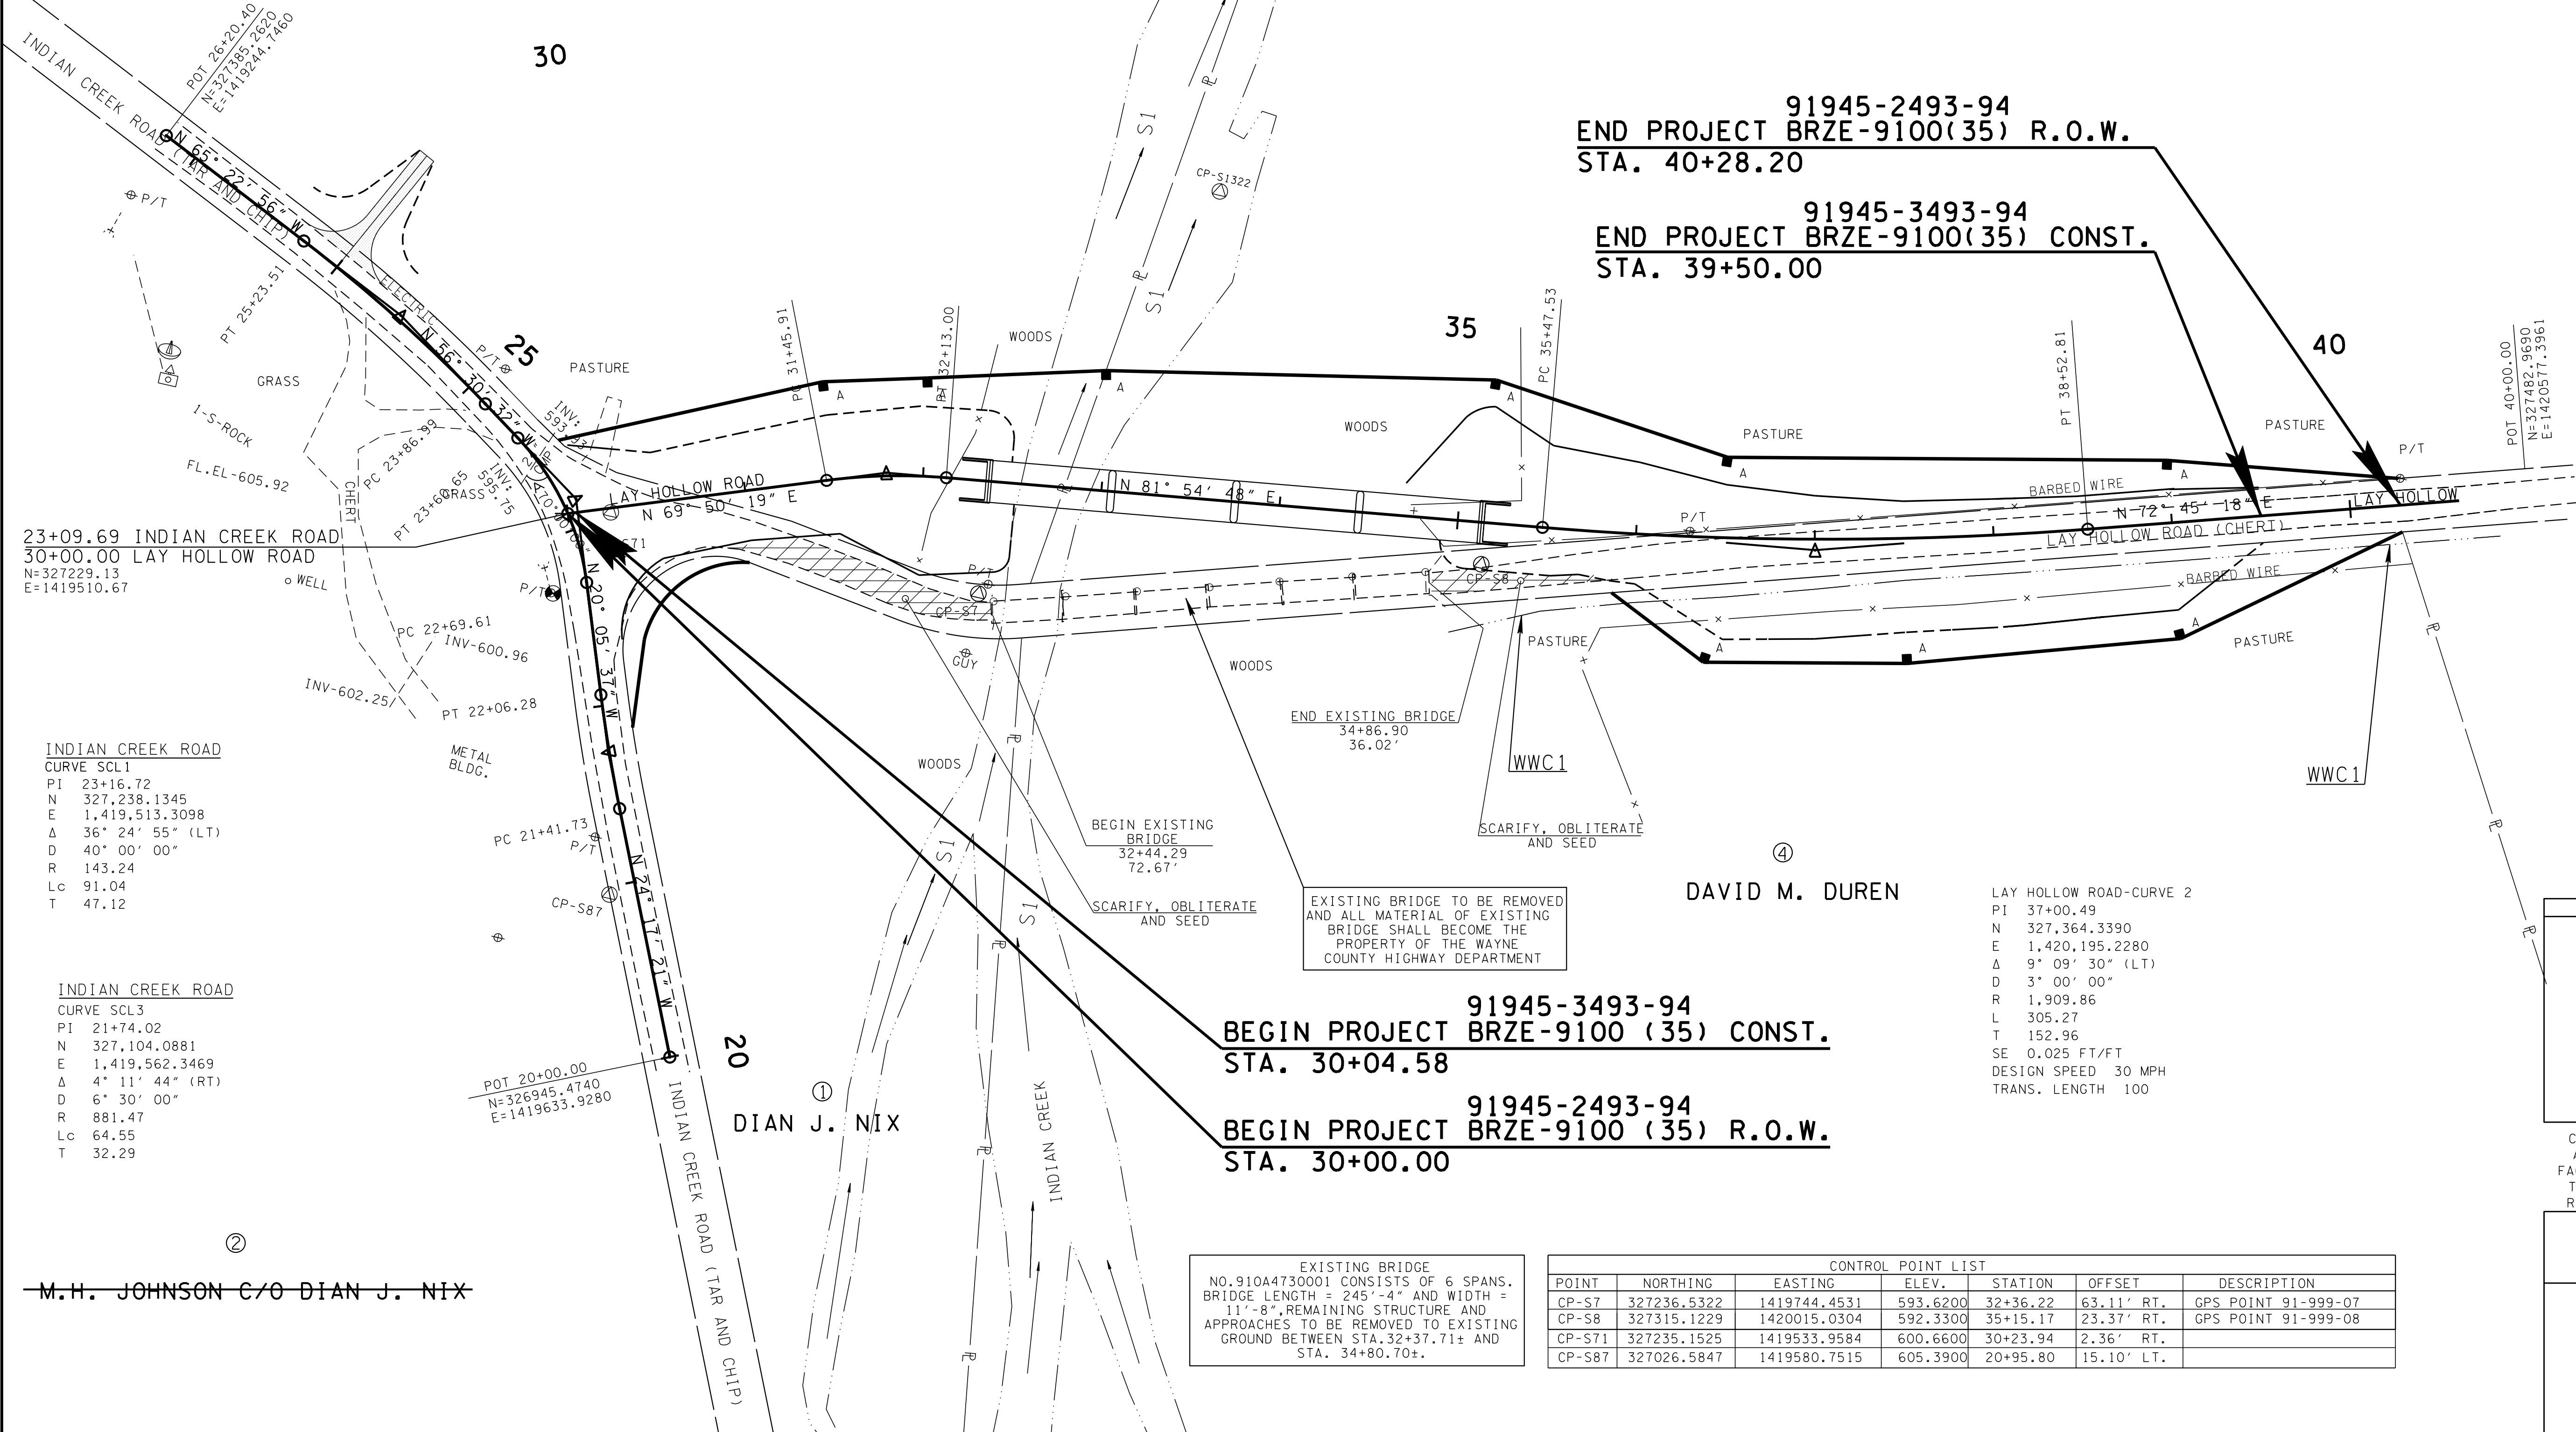 POT 26+20.40
N=327385.2620
E=1419244.7460
INDIAN CREEK ROAD (TAR AND CHIP)
N 65° 22' 56" W
30
P/T
PT 25+23.51
ELECTRIC
N 56° 30' 32" W
P/T
25
GRASS
1-S-ROCK
FL.EL-605.92
CHERT
PC 23+86.99
PT 23+60.65
GRASS
INV:
593.93
INV:
595.75
PASTURE
23+09.69 INDIAN CREEK ROAD
30+00.00 LAY HOLLOW ROAD
N=327229.13
E=1419510.67
WELL
P/T
LAY HOLLOW ROAD
N 69° 50' 19" E
PC 31+45.91
PT 32+13.00
A
A
A
WOODS
S1
S1
CP-S1322
P/T
CP-S7
GUY
N 81° 54' 48" E
WOODS
35
PC 35+47.53
A
P/T
CP-S8
91945-2493-94
END PROJECT BRZE-9100(35) R.O.W.
STA. 40+28.20
91945-3493-94
END PROJECT BRZE-9100(35) CONST.
STA. 39+50.00
PT 38+52.81
40
PASTURE
A
A
PASTURE
P/T
POT 40+00.00
N=327482.9690
E=1420577.3961
BARBED WIRE
N 72° 45' 18" E
LAY HOLLOW
LAY HOLLOW ROAD (CHERT)
BARBED WIRE
PASTURE
A
A
A
PASTURE
WOODS
END EXISTING BRIDGE
34+86.90
36.02'
WWC1
WWC1
PC 22+69.61
INV-600.96
INV-602.25
PT 22+06.28
N 20° 05' 37" W
METAL
BLDG.
PC 21+41.73
P/T
CP-S87
N 24° 17' 21" W
POT 20+00.00
N=326945.4740
E=1419633.9280
20
INDIAN CREEK ROAD (TAR AND CHIP)
INDIAN CREEK ROAD
CURVE SCL1
PI 23+16.72
N 327,238.1345
E 1,419,513.3098
Δ 36° 24' 55" (LT)
D 40° 00' 00"
R 143.24
Lc 91.04
T 47.12
INDIAN CREEK ROAD
CURVE SCL3
PI 21+74.02
N 327,104.0881
E 1,419,562.3469
Δ 4° 11' 44" (RT)
D 6° 30' 00"
R 881.47
Lc 64.55
T 32.29
②
M.H. JOHNSON C/O DIAN J. NIX
①
DIAN J. NIX
WOODS
S1
S1
INDIAN CREEK
BEGIN EXISTING
BRIDGE
32+44.29
72.67'
SCARIFY, OBLITERATE
AND SEED
SCARIFY, OBLITERATE
AND SEED
EXISTING BRIDGE TO BE REMOVED
AND ALL MATERIAL OF EXISTING
BRIDGE SHALL BECOME THE
PROPERTY OF THE WAYNE
COUNTY HIGHWAY DEPARTMENT
④
DAVID M. DUREN
LAY HOLLOW ROAD-CURVE 2
PI 37+00.49
N 327,364.3390
E 1,420,195.2280
Δ 9° 09' 30" (LT)
D 3° 00' 00"
R 1,909.86
L 305.27
T 152.96
SE 0.025 FT/FT
DESIGN SPEED 30 MPH
TRANS. LENGTH 100
91945-3493-94
BEGIN PROJECT BRZE-9100 (35) CONST.
STA. 30+04.58
91945-2493-94
BEGIN PROJECT BRZE-9100 (35) R.O.W.
STA. 30+00.00
EXISTING BRIDGE
NO.910A4730001 CONSISTS OF 6 SPANS.
BRIDGE LENGTH = 245'-4" AND WIDTH =
11'-8",REMAINING STRUCTURE AND
APPROACHES TO BE REMOVED TO EXISTING
GROUND BETWEEN STA.32+37.71± AND
STA. 34+80.70±.
CONTROL POINT LIST
POINT NORTHING EASTING ELEV. STATION OFFSET DESCRIPTION
CP-S7 327236.5322 1419744.4531 593.6200 32+36.22 63.11' RT. GPS POINT 91-999-07
CP-S8 327315.1229 1420015.0304 592.3300 35+15.17 23.37' RT. GPS POINT 91-999-08
CP-S71 327235.1525 1419533.9584 600.6600 30+23.94 2.36' RT.
CP-S87 327026.5847 1419580.7515 605.3900 20+95.80 15.10' LT.